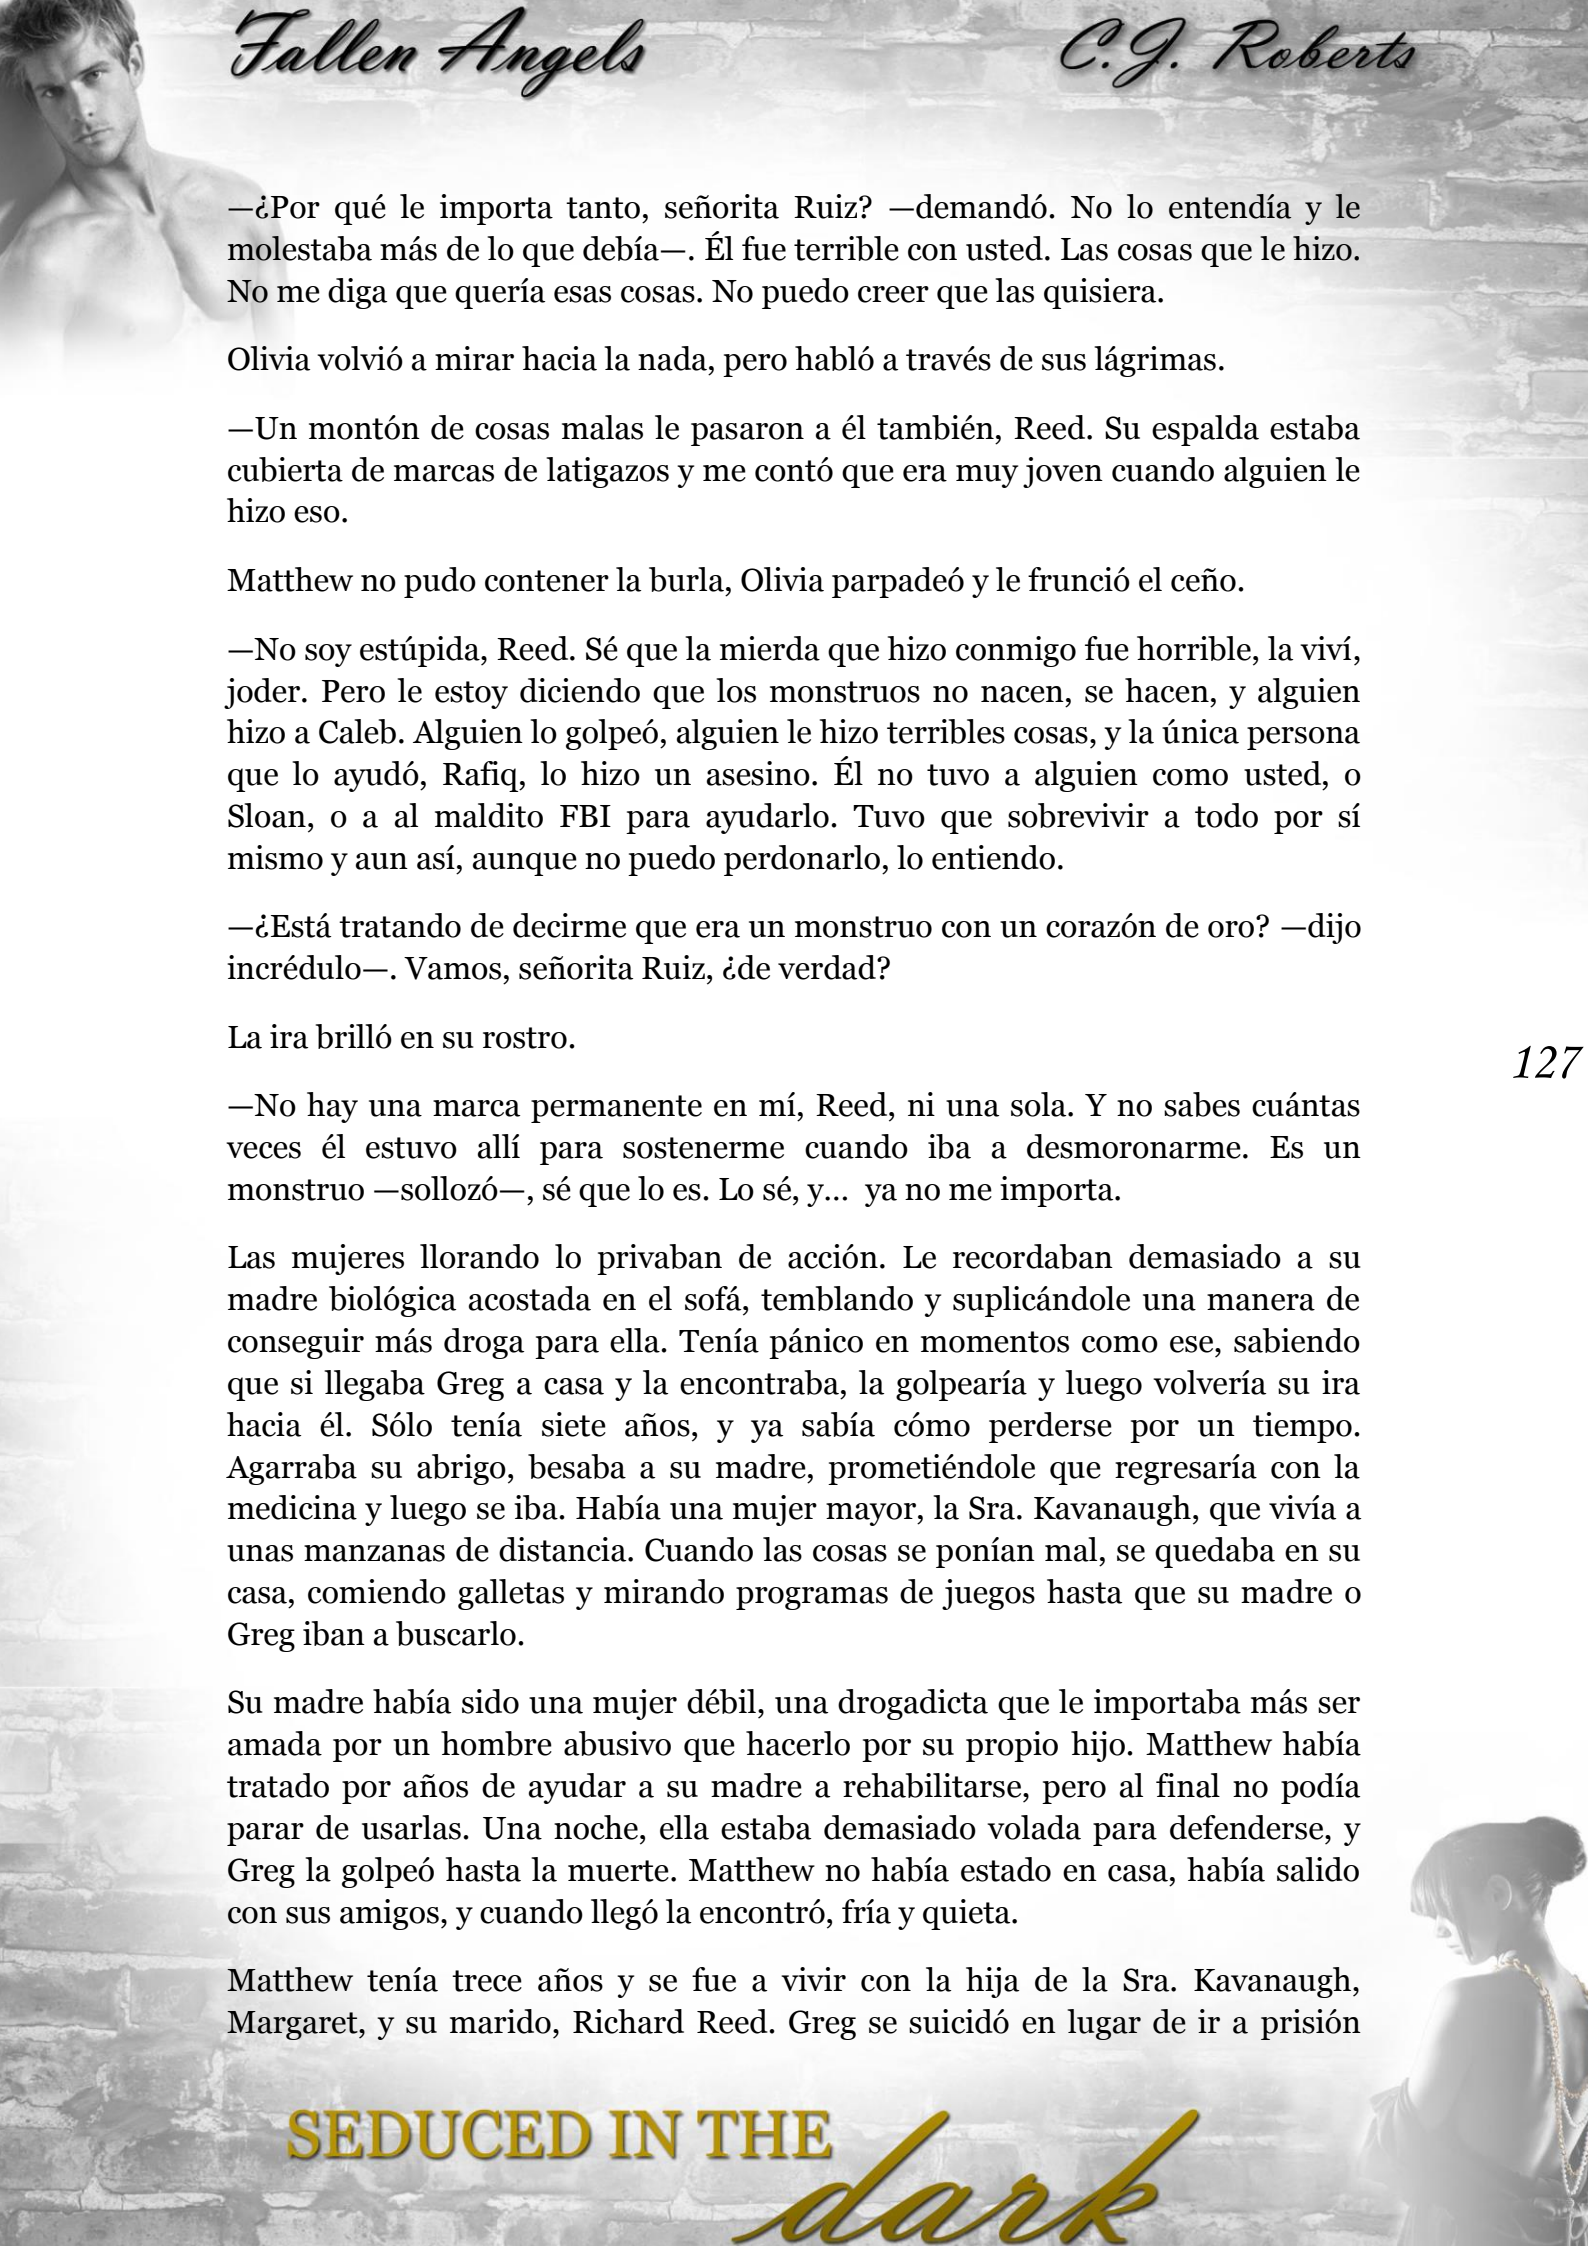 Fallen Angels
C.J. Roberts
—¿Por qué le importa tanto, señorita Ruiz? —demandó. No lo entendía y le
molestaba más de lo que debía—. Él fue terrible con usted. Las cosas que le hizo.
No me diga que quería esas cosas. No puedo creer que las quisiera.
Olivia volvió a mirar hacia la nada, pero habló a través de sus lágrimas.
—Un montón de cosas malas le pasaron a él también, Reed. Su espalda estaba
cubierta de marcas de latigazos y me contó que era muy joven cuando alguien le
hizo eso.
Matthew no pudo contener la burla, Olivia parpadeó y le frunció el ceño.
—No soy estúpida, Reed. Sé que la mierda que hizo conmigo fue horrible, la viví,
joder. Pero le estoy diciendo que los monstruos no nacen, se hacen, y alguien
hizo a Caleb. Alguien lo golpeó, alguien le hizo terribles cosas, y la única persona
que lo ayudó, Rafiq, lo hizo un asesino. Él no tuvo a alguien como usted, o
Sloan, o a al maldito FBI para ayudarlo. Tuvo que sobrevivir a todo por sí
mismo y aun así, aunque no puedo perdonarlo, lo entiendo.
—¿Está tratando de decirme que era un monstruo con un corazón de oro? —dijo
incrédulo—. Vamos, señorita Ruiz, ¿de verdad?
La ira brilló en su rostro.
127
—No hay una marca permanente en mí, Reed, ni una sola. Y no sabes cuántas
veces él estuvo allí para sostenerme cuando iba a desmoronarme. Es un
monstruo —sollozó—, sé que lo es. Lo sé, y... ya no me importa.
Las mujeres llorando lo privaban de acción. Le recordaban demasiado a su
madre biológica acostada en el sofá, temblando y suplicándole una manera de
conseguir más droga para ella. Tenía pánico en momentos como ese, sabiendo
que si llegaba Greg a casa y la encontraba, la golpearía y luego volvería su ira
hacia él. Sólo tenía siete años, y ya sabía cómo perderse por un tiempo.
Agarraba su abrigo, besaba a su madre, prometiéndole que regresaría con la
medicina y luego se iba. Había una mujer mayor, la Sra. Kavanaugh, que vivía a
unas manzanas de distancia. Cuando las cosas se ponían mal, se quedaba en su
casa, comiendo galletas y mirando programas de juegos hasta que su madre o
Greg iban a buscarlo.
Su madre había sido una mujer débil, una drogadicta que le importaba más ser
amada por un hombre abusivo que hacerlo por su propio hijo. Matthew había
tratado por años de ayudar a su madre a rehabilitarse, pero al final no podía
parar de usarlas. Una noche, ella estaba demasiado volada para defenderse, y
Greg la golpeó hasta la muerte. Matthew no había estado en casa, había salido
con sus amigos, y cuando llegó la encontró, fría y quieta.
Matthew tenía trece años y se fue a vivir con la hija de la Sra. Kavanaugh,
Margaret, y su marido, Richard Reed. Greg se suicidó en lugar de ir a prisión
SEDUCED IN THE
dark